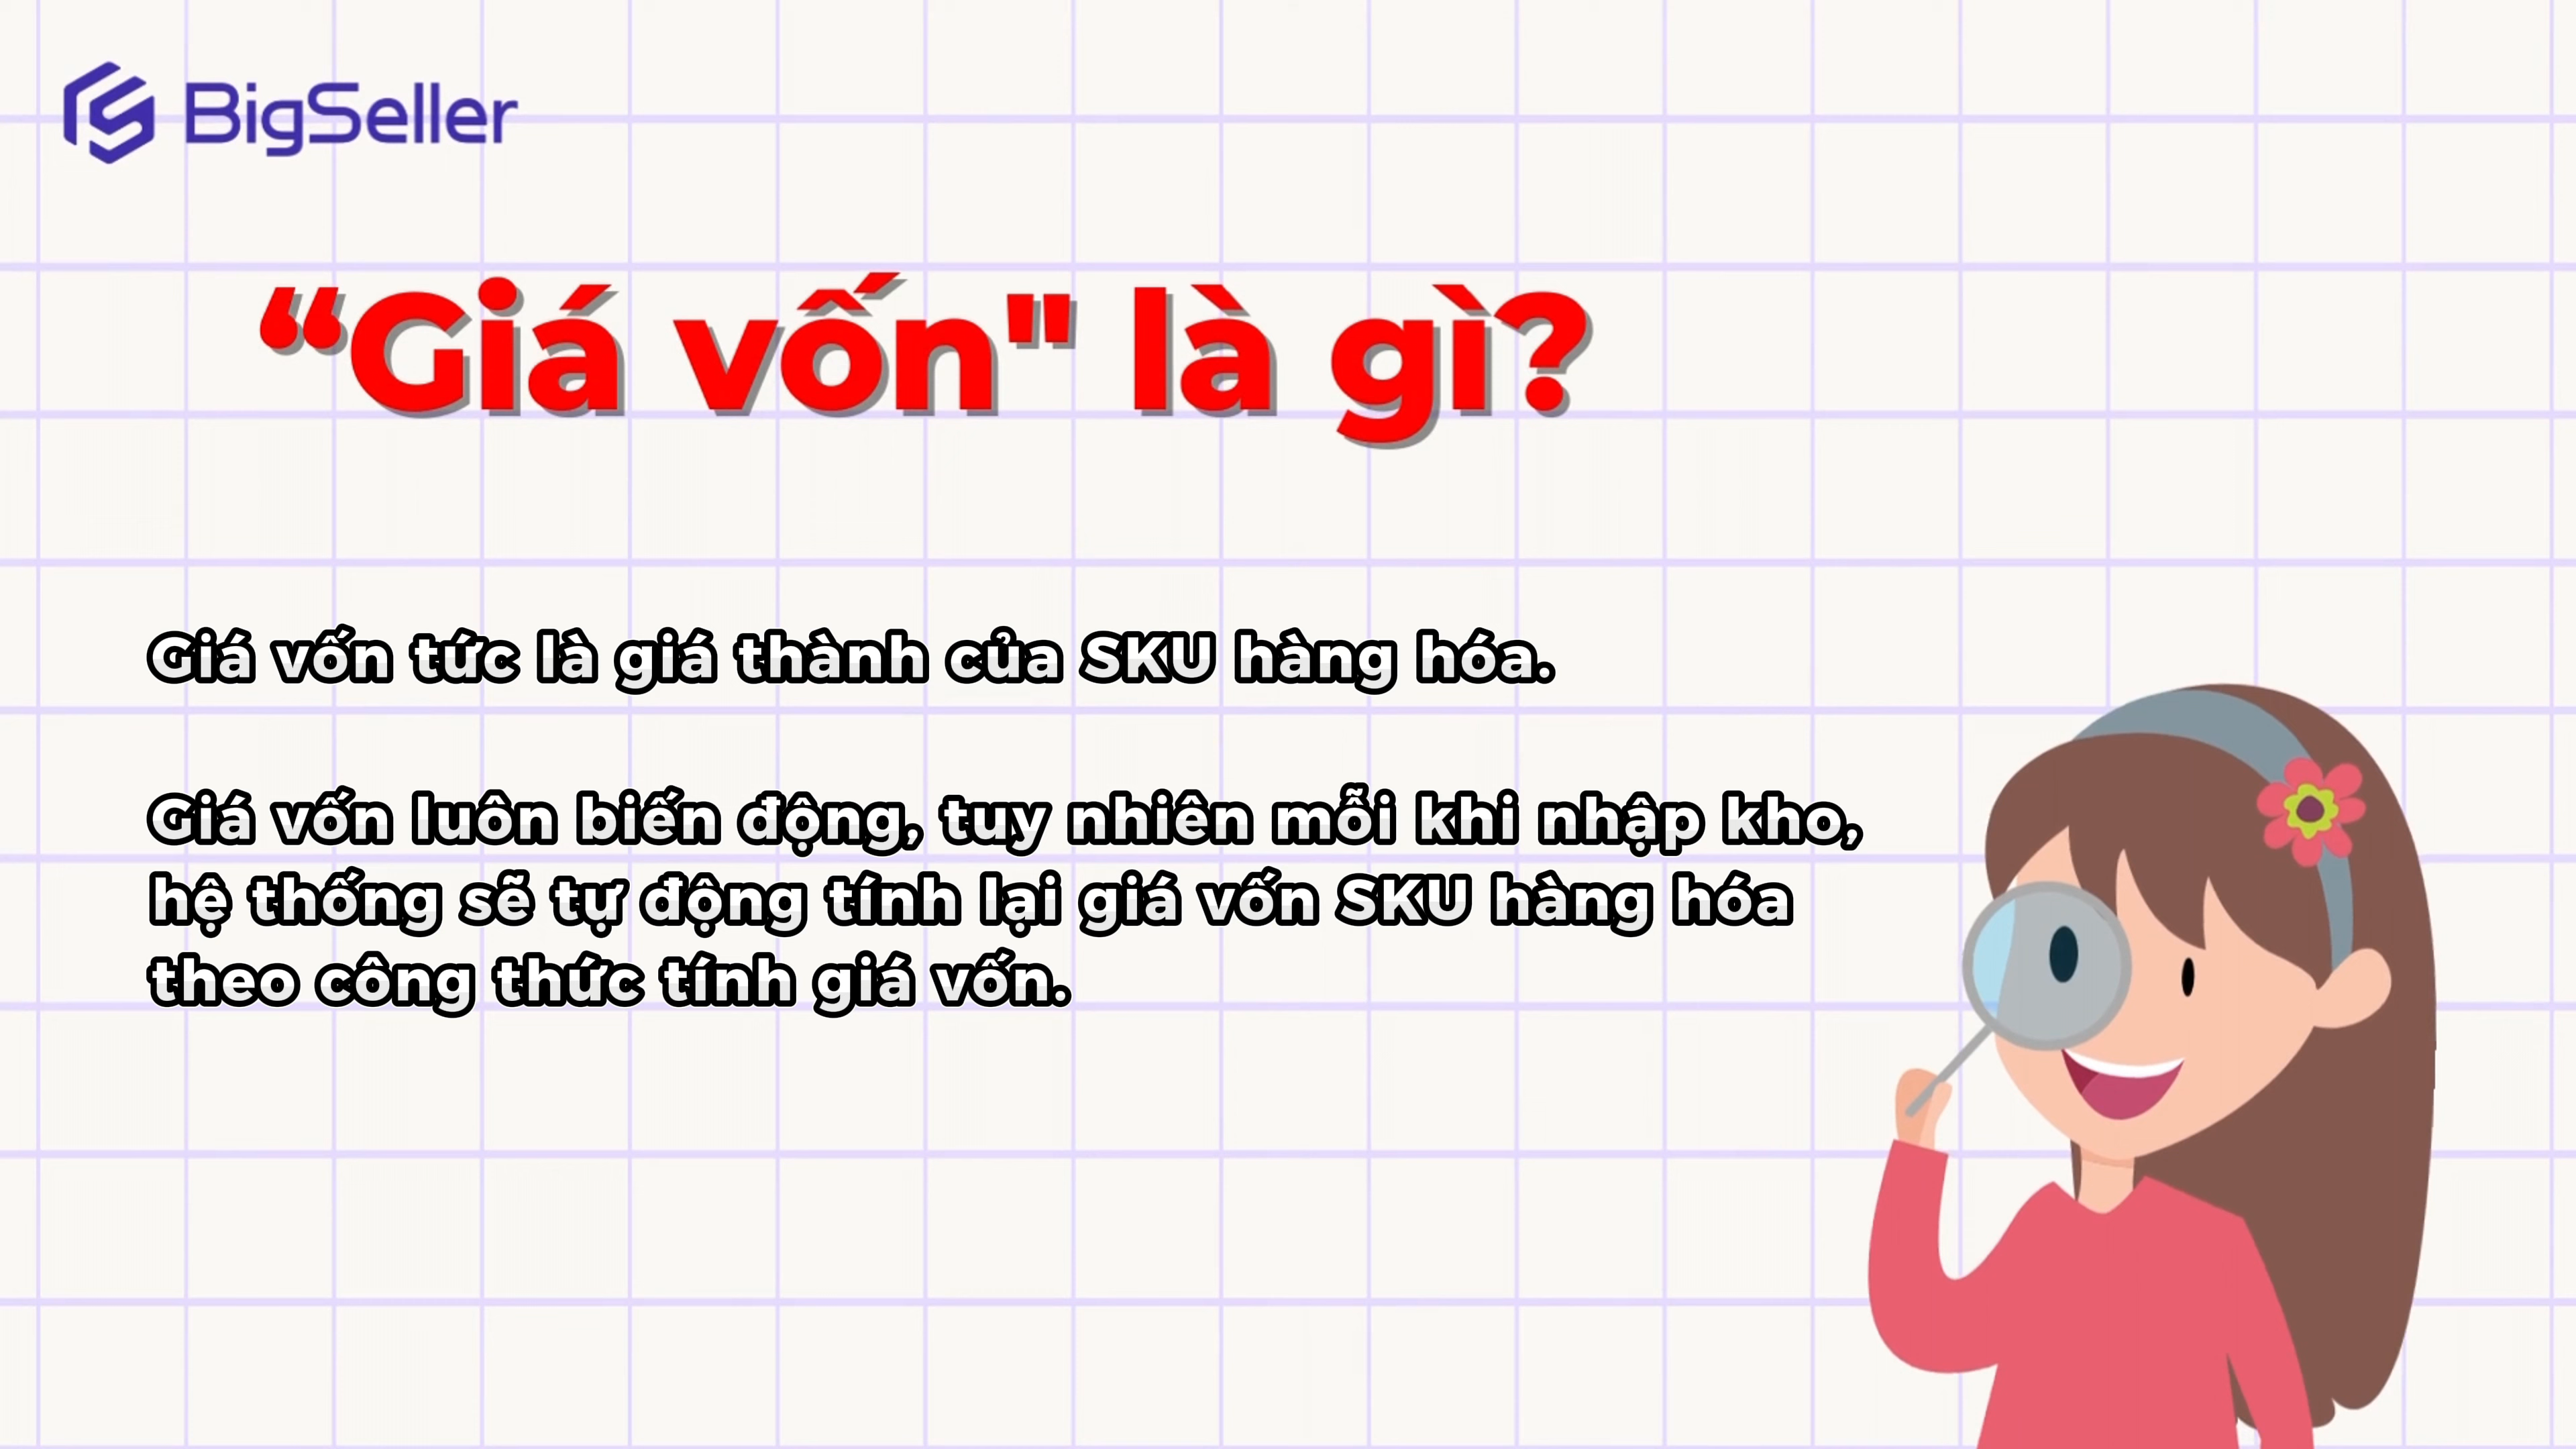 BigSeller
“Giá vốn" là gì?
Giá vốn tức là giá thành của SKU hàng hóa.
Giá vốn luôn biến động, tuy nhiên mỗi khi nhập kho,
hệ thống sẽ tự động tính lại giá vốn SKU hàng hóa
theo công thức tính giá vốn.